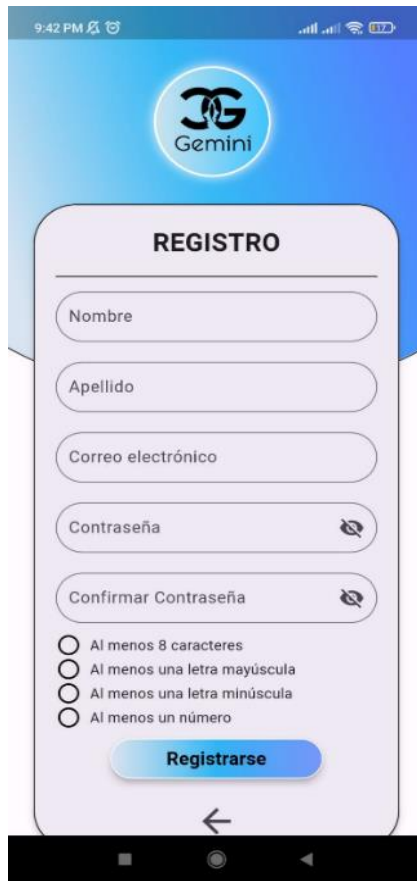 9:42 PM
17
Gemini
REGISTRO
Nombre
Apellido
Correo electrónico
Contraseña
Confirmar Contraseña
Al menos 8 caracteres
Al menos una letra mayúscula
Al menos una letra minúscula
Al menos un número
Registrarse